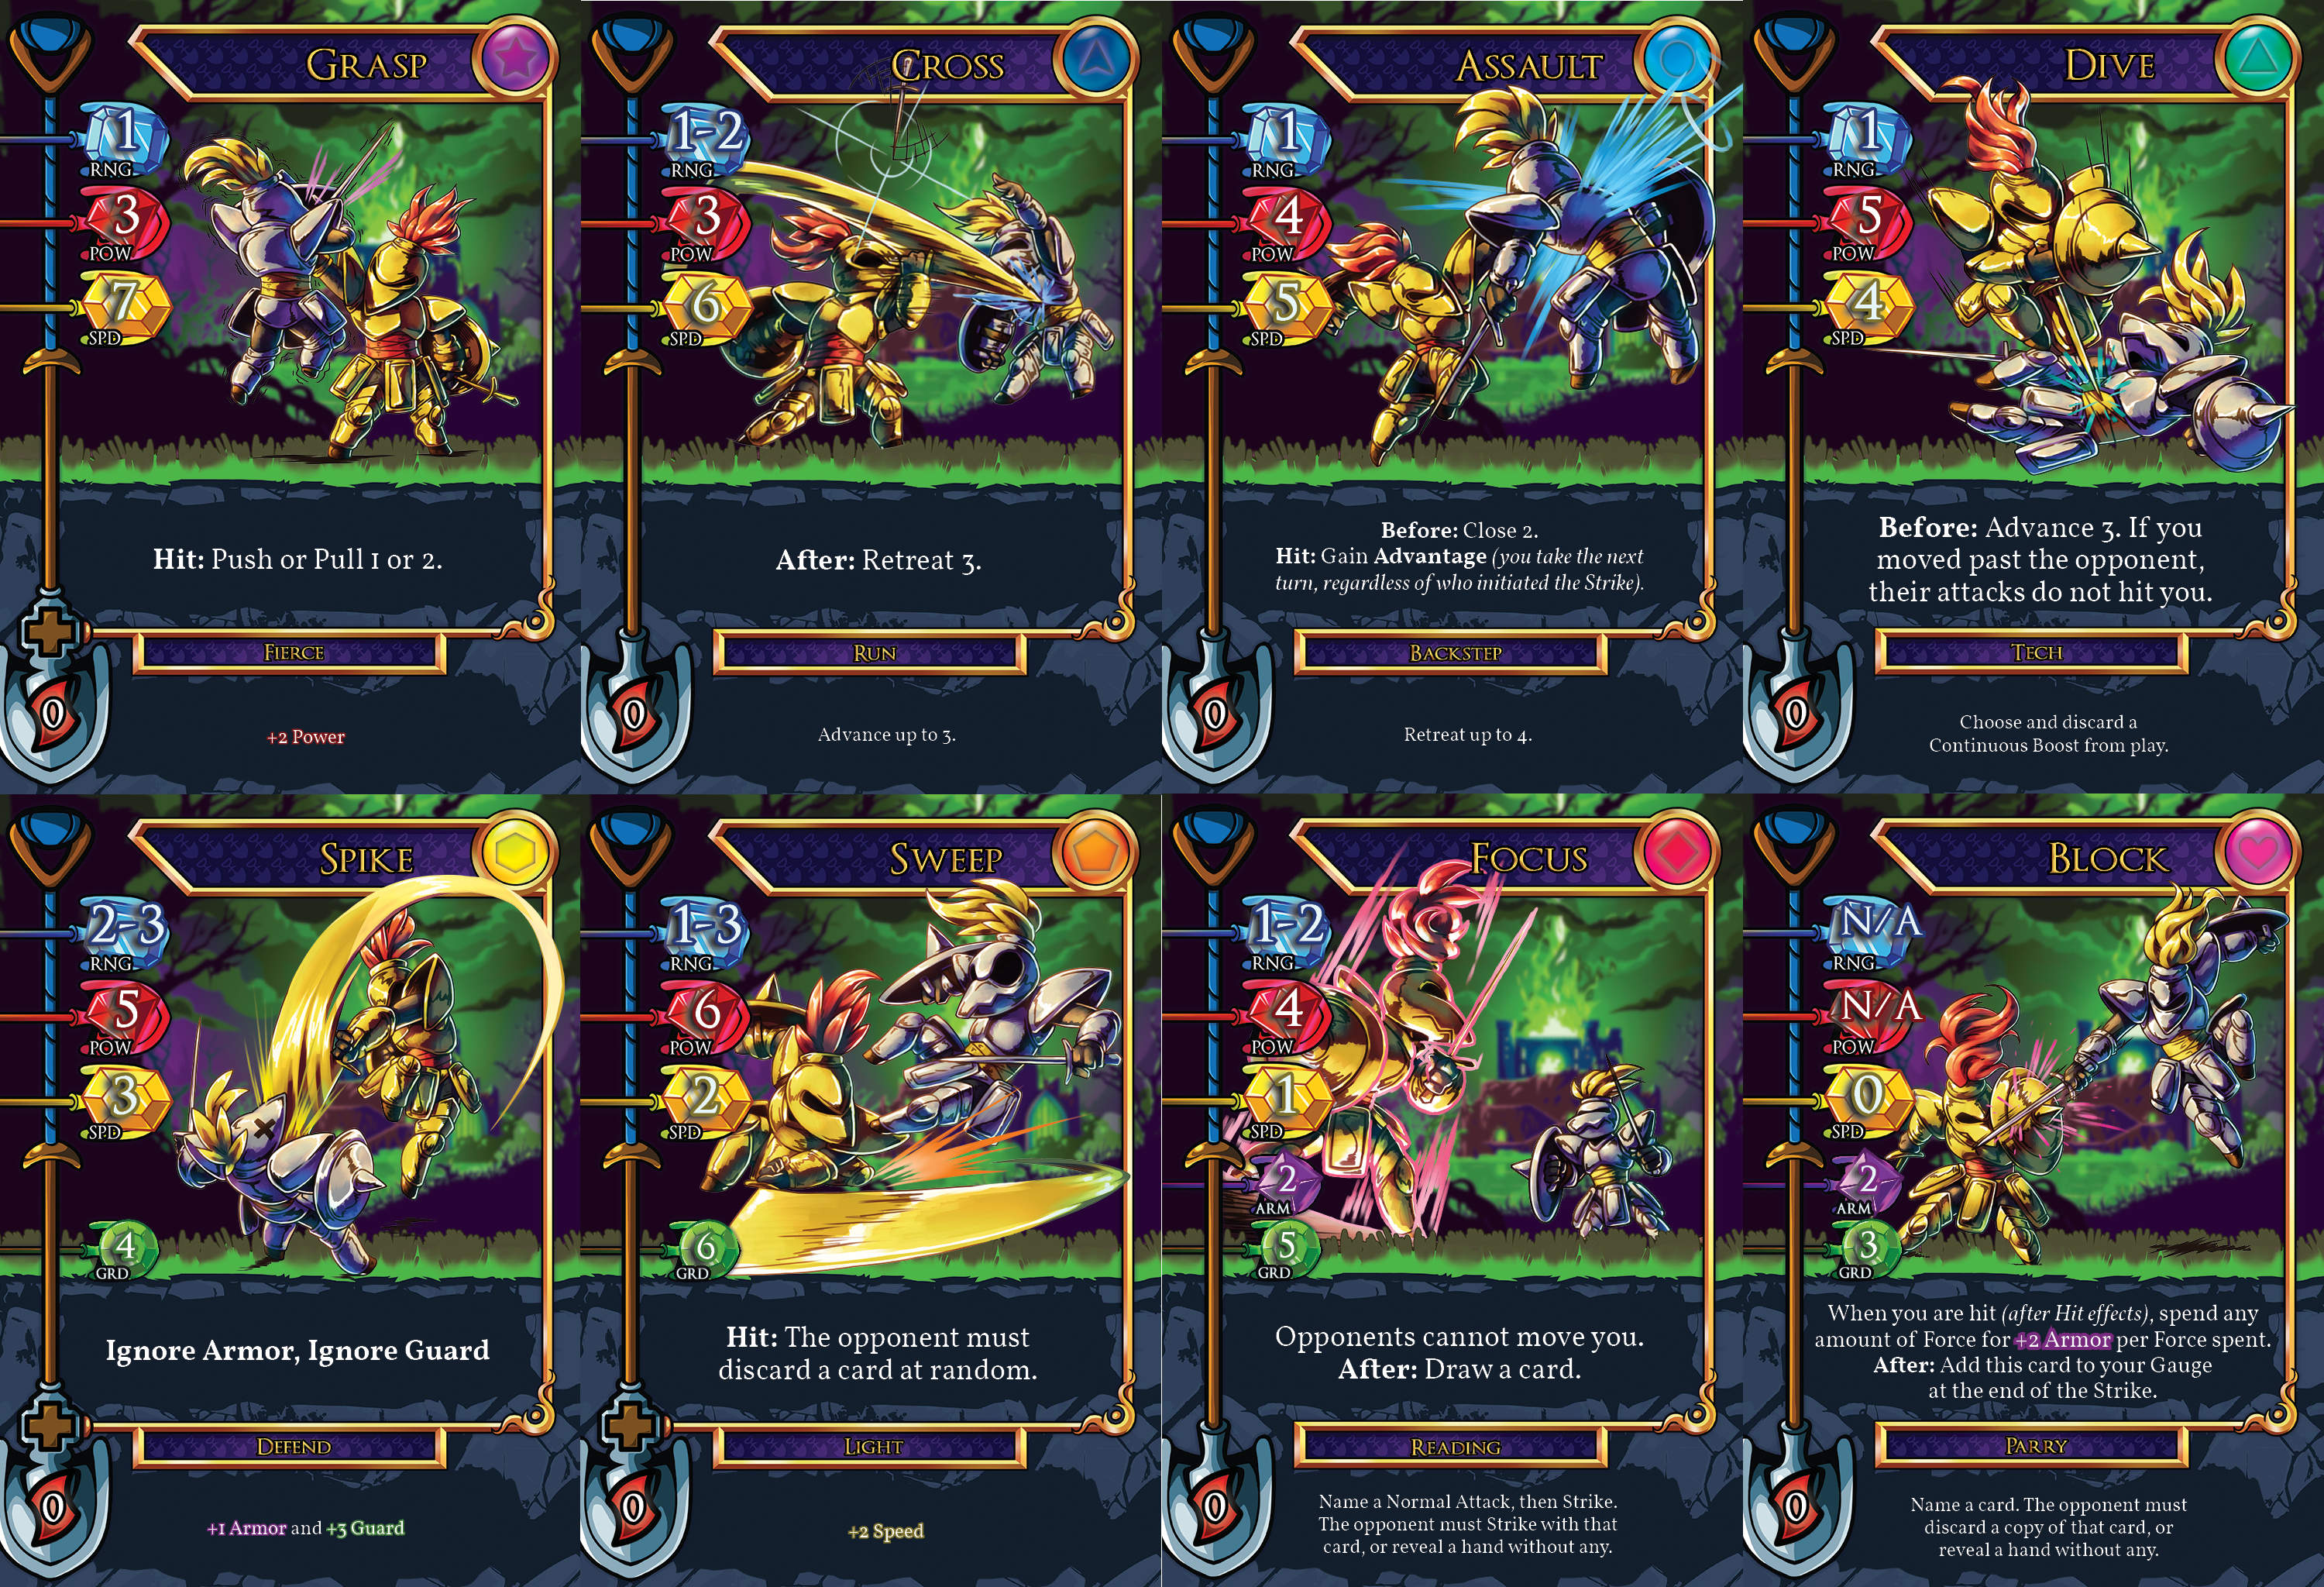 GRASP
1
RNG
3
POW
7
SPD
Hit: Push or Pull 1 or 2.
FIERCE
0
+2 Power
CROSS
1-2
RNG
3
POW
6
SPD
After: Retreat 3.
RUN
0
Advance up to 3.
ASSAULT
1
RNG
4
POW
5
SPD
Before: Close 2.
Hit: Gain Advantage (you take the next
turn, regardless of who initiated the Strike).
BACKSTEP
0
Retreat up to 4.
DIVE
1
RNG
5
POW
4
SPD
Before: Advance 3. If you
moved past the opponent,
their attacks do not hit you.
TECH
0
Choose and discard a
Continuous Boost from play.
SPIKE
2-3
RNG
5
POW
3
SPD
4
GRD
Ignore Armor, Ignore Guard
DEFEND
0
+1 Armor and +3 Guard
SWEEP
1-3
RNG
6
POW
2
SPD
6
GRD
Hit: The opponent must
discard a card at random.
LIGHT
0
+2 Speed
FOCUS
1-2
RNG
4
POW
1
SPD
2
ARM
5
GRD
Opponents cannot move you.
After: Draw a card.
READING
0
Name a Normal Attack, then Strike.
The opponent must Strike with that
card, or reveal a hand without any.
BLOCK
N/A
RNG
N/A
POW
0
SPD
2
ARM
3
GRD
When you are hit (after Hit effects), spend any
amount of Force for +2 Armor per Force spent.
After: Add this card to your Gauge
at the end of the Strike.
PARRY
0
Name a card. The opponent must
discard a copy of that card, or
reveal a hand without any.